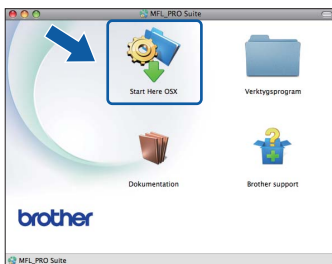 MFL_PRO Suite
Start Here OSX
Verktygsprogram
Dokumentation
Brother support
brother
MFL_PRO Suite